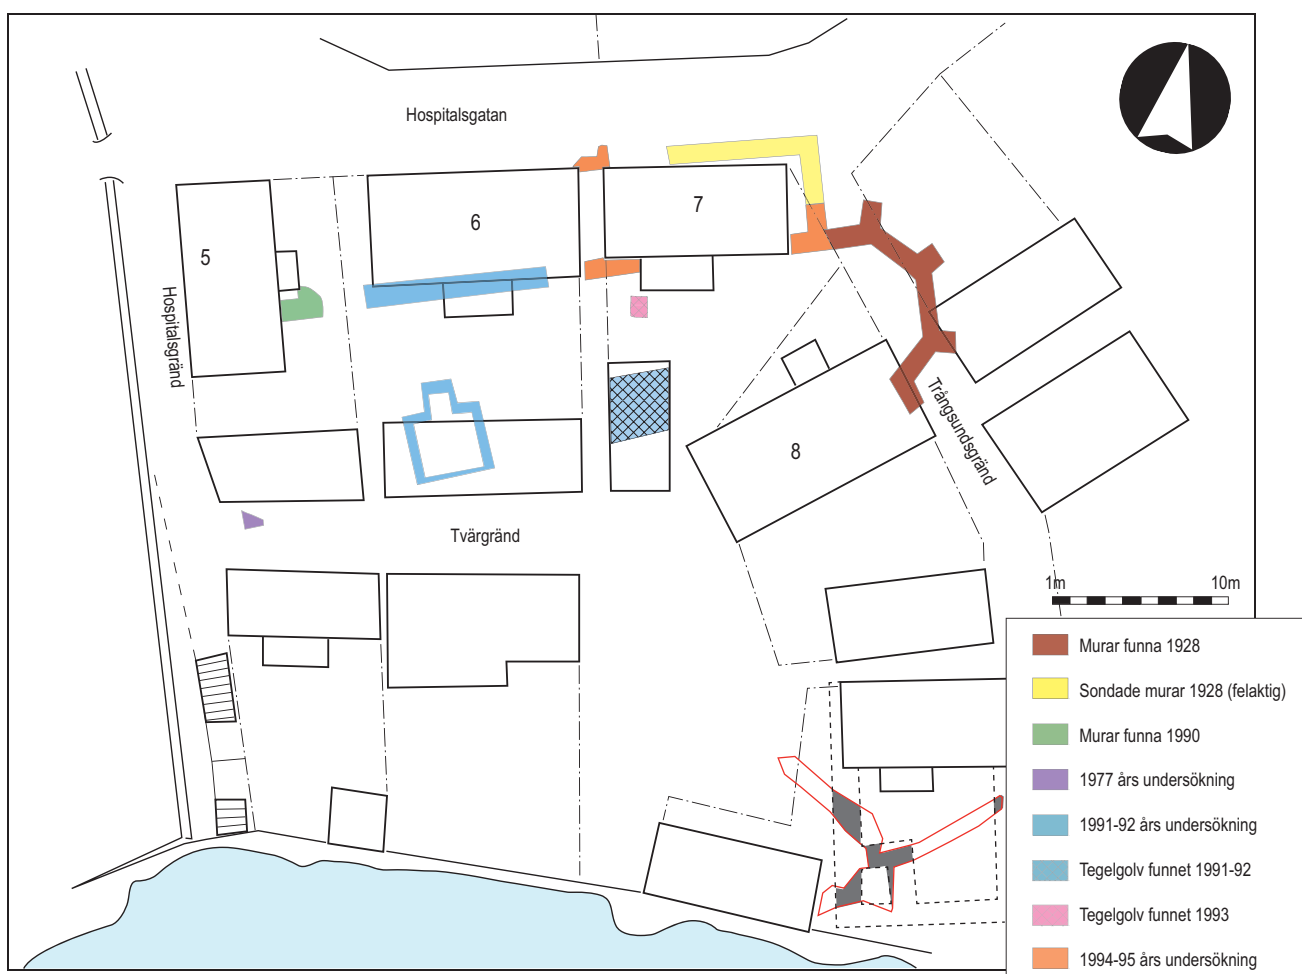 Hospitalsgatan
5
6
7
Hospitalsgränd
Trångsundsgränd
8
Tvärgränd
1m
10m
Murar funna 1928
Sondade murar 1928 (felaktig)
Murar funna 1990
1977 års undersökning
1991-92 års undersökning
Tegelgolv funnet 1991-92
Tegelgolv funnet 1993
1994-95 års undersökning